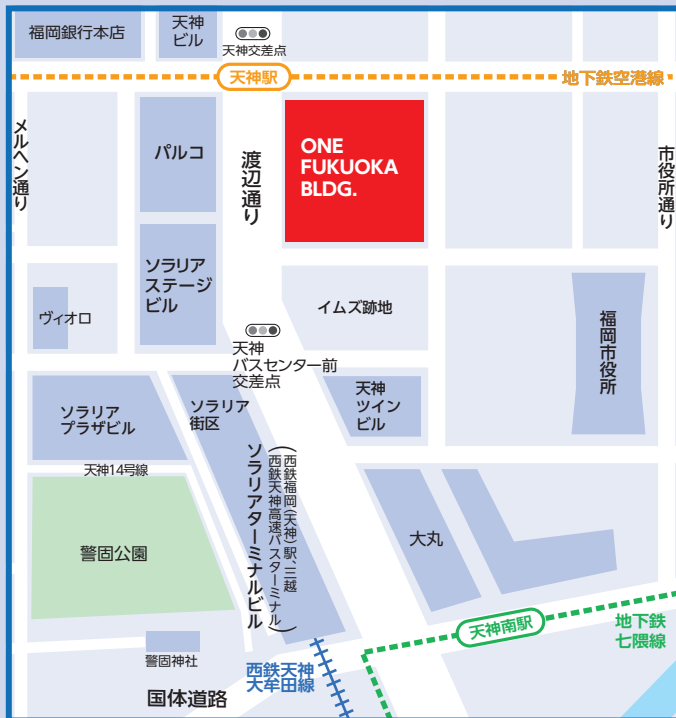 福岡銀行本店
天神
ビル
天神交差点
天神駅
地下鉄空港線
メルヘン通り
パルコ
渡辺通り
ONE
FUKUOKA
BLDG.
市役所通り
ソラリア
ステージ
ビル
ヴィオロ
イムズ跡地
福岡市役所
天神
バスセンター前
交差点
ソラリア
プラザビル
ソラリア
街区
天神
ツイン
ビル
天神14号線
ソラリアターミナルビル
(西鉄福岡(天神)駅、三越
西鉄天神高速バスターミナル)
大丸
警固公園
天神南駅
地下鉄
七隈線
警固神社
西鉄天神
大牟田線
国体道路